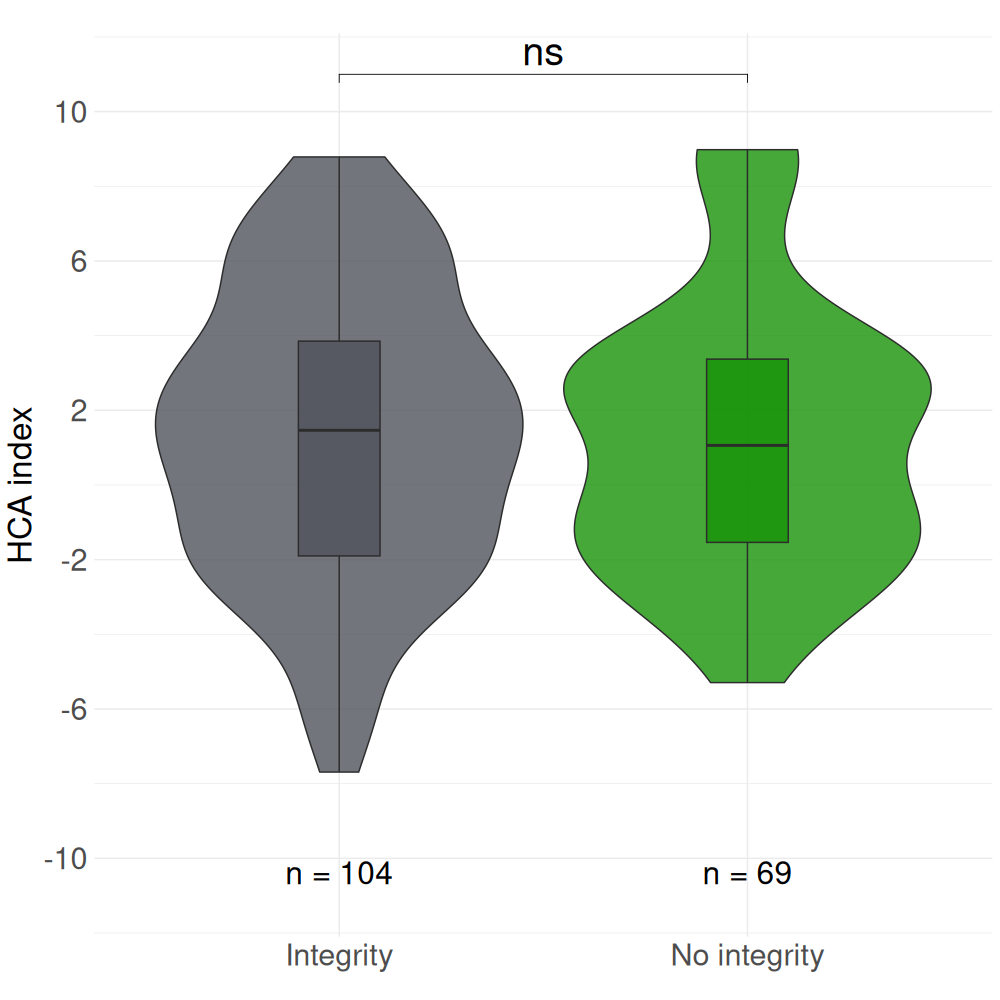 ns
10
6
2
-2
-6
-10
HCA index
n = 104
n = 69
Integrity
No integrity